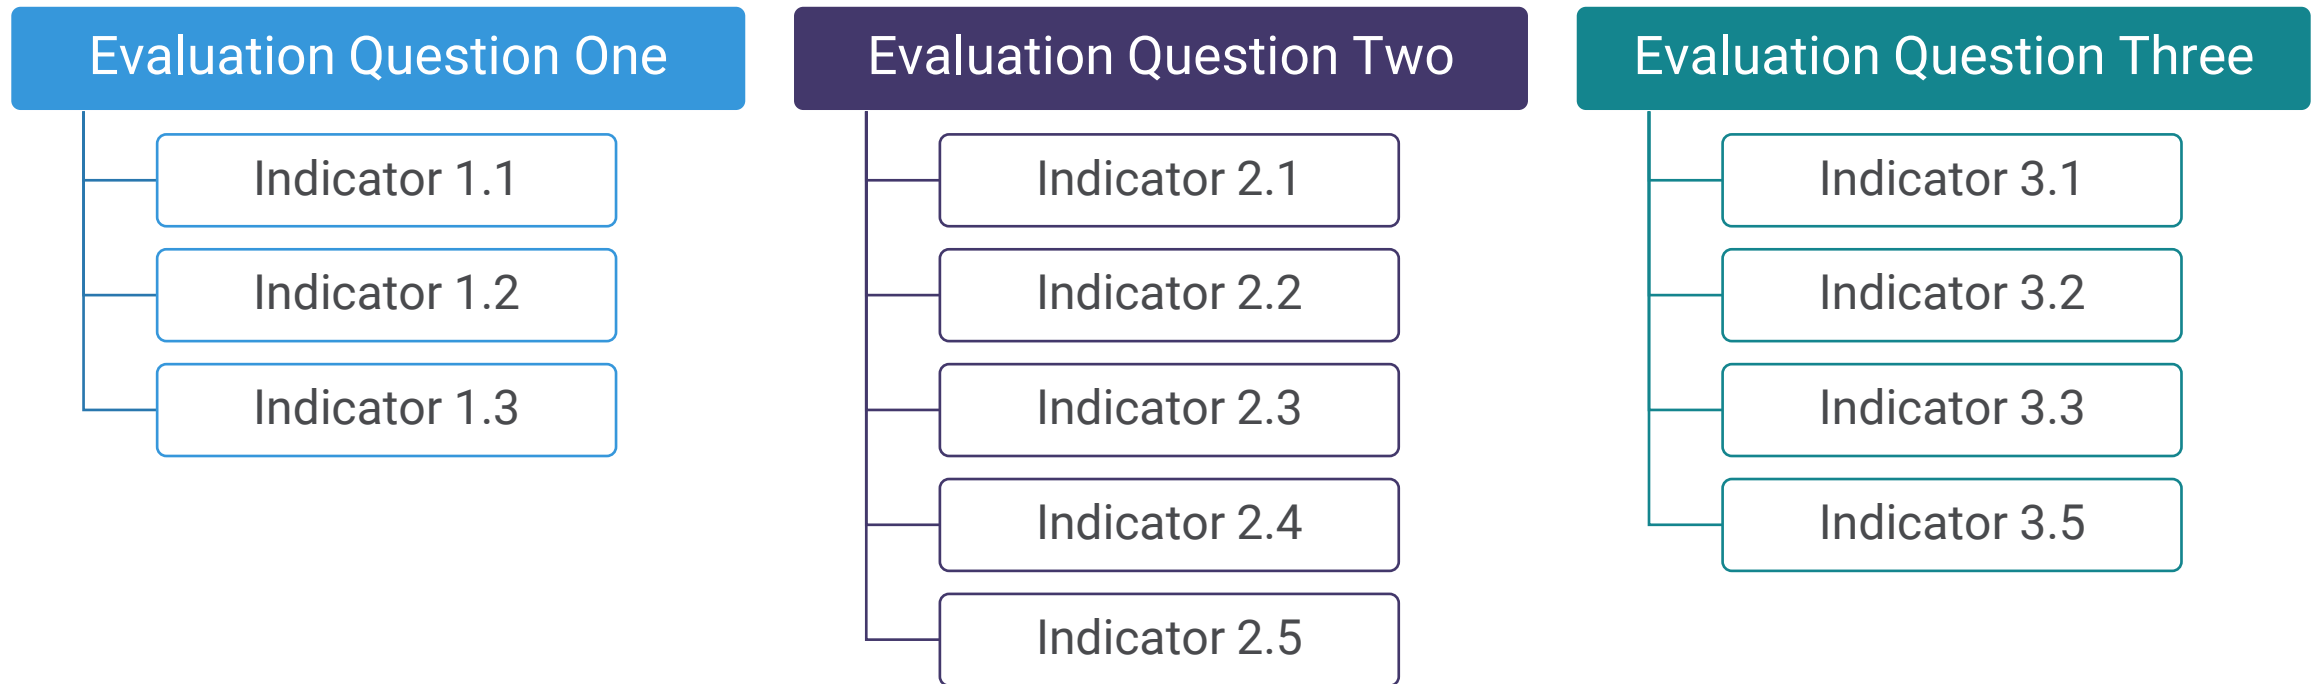 Evaluation Question One
Indicator 1.1
Indicator 1.2
Indicator 1.3
Evaluation Question Two
Indicator 2.1
Indicator 2.2
Indicator 2.3
Indicator 2.4
Indicator 2.5
Evaluation Question Three
Indicator 3.1
Indicator 3.2
Indicator 3.3
Indicator 3.5